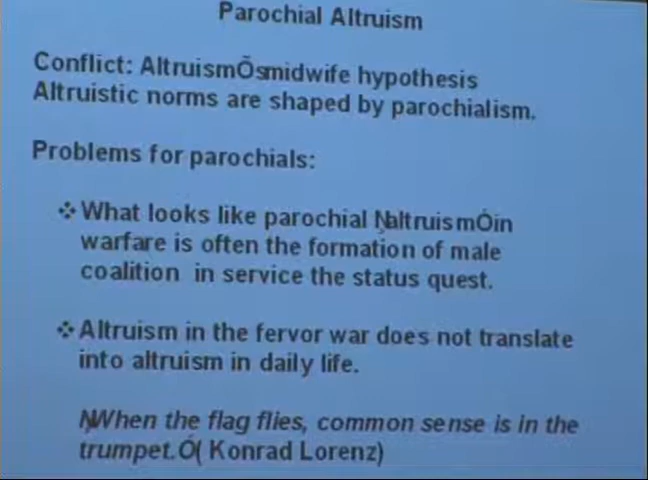 Parochial Altruism
Conflict: AltruismÕs midwife hypothesis
Altruistic norms are shaped by parochialism.
Problems for parochials:
❖ What looks like parochial ÒaltruismÓ in
warfare is often the formation of male
coalition in service the status quest.
❖ Altruism in the fervor war does not translate
into altruism in daily life.
ÒWhen the flag flies, common sense is in the
trumpet.Ó ( Konrad Lorenz)